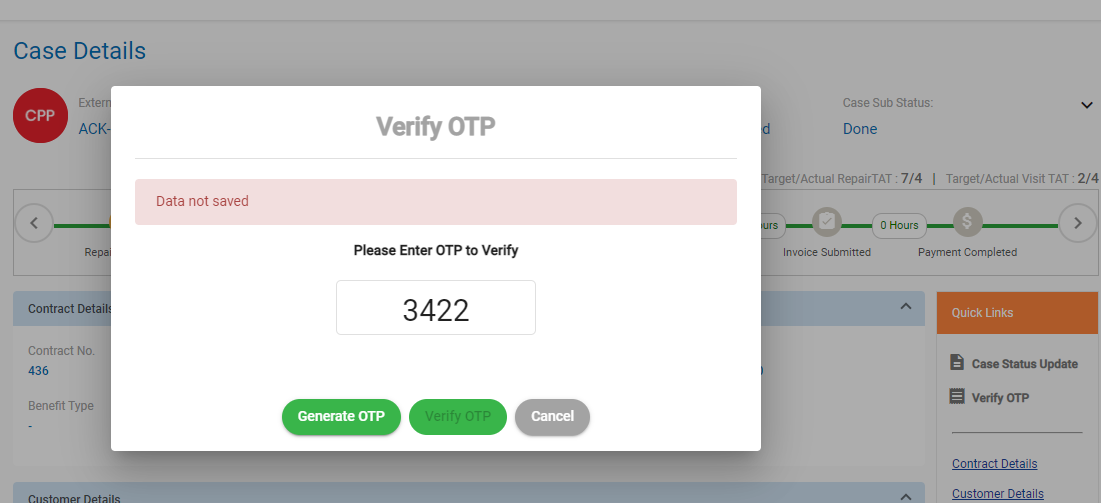 Case Details
CPP
Case Sub Status:
ACK-
Done
Verify OTP
Target/Actual RepairTAT : 7/4 | Target/Actual Visit TAT : 2/4
Data not saved
0 Hours
Invoice Submitted
Payment Completed
Please Enter OTP to Verify
3422
Contract Details
Quick Links
Contract No.
436
Case Status Update
Verify OTP
Benefit Type
-
Generate OTP
Verify OTP
Cancel
Contract Details
Customer Details
Customer Details